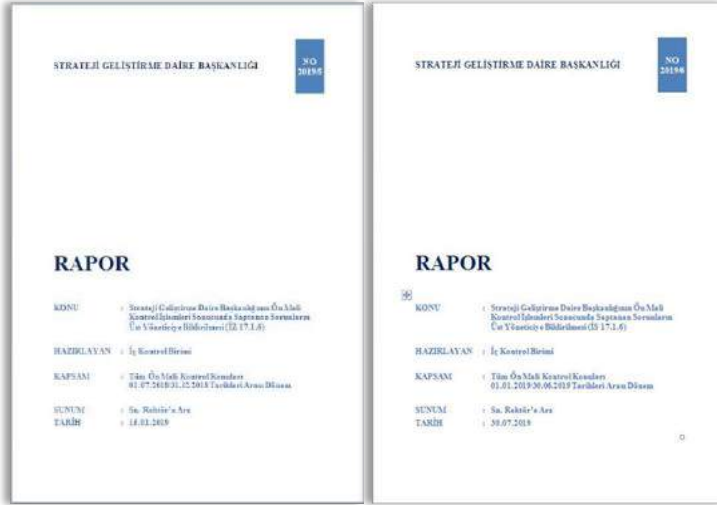 STRATEJİ GELİŞTİRME DAİRE BAŞKANLIĞI
NO
2019/5
RAPOR
KONU : Strateji Geliştirme Daire Başkanlığının Ön Mali
Kontrol İşlemleri Sonucunda Saptanan Sorunların
Üst Yöneticiye Bildirilmesi (İS 17.1.6)
HAZIRLAYAN : İç Kontrol Birimi
KAPSAM : Tüm Ön Mali Kontrol Konuları
01.07.2018/31.12.2018 Tarihleri Arası Dönem
SUNUM : Sn. Rektör'e Arz
TARİH : 15.01.2019
STRATEJİ GELİŞTİRME DAİRE BAŞKANLIĞI
NO
2019/6
RAPOR
KONU : Strateji Geliştirme Daire Başkanlığının Ön Mali
Kontrol İşlemleri Sonucunda Saptanan Sorunların
Üst Yöneticiye Bildirilmesi (İS 17.1.6)
HAZIRLAYAN : İç Kontrol Birimi
KAPSAM : Tüm Ön Mali Kontrol Konuları
01.01.2019/30.06.2019 Tarihleri Arası Dönem
SUNUM : Sn. Rektör'e Arz
TARİH : 30.07.2019